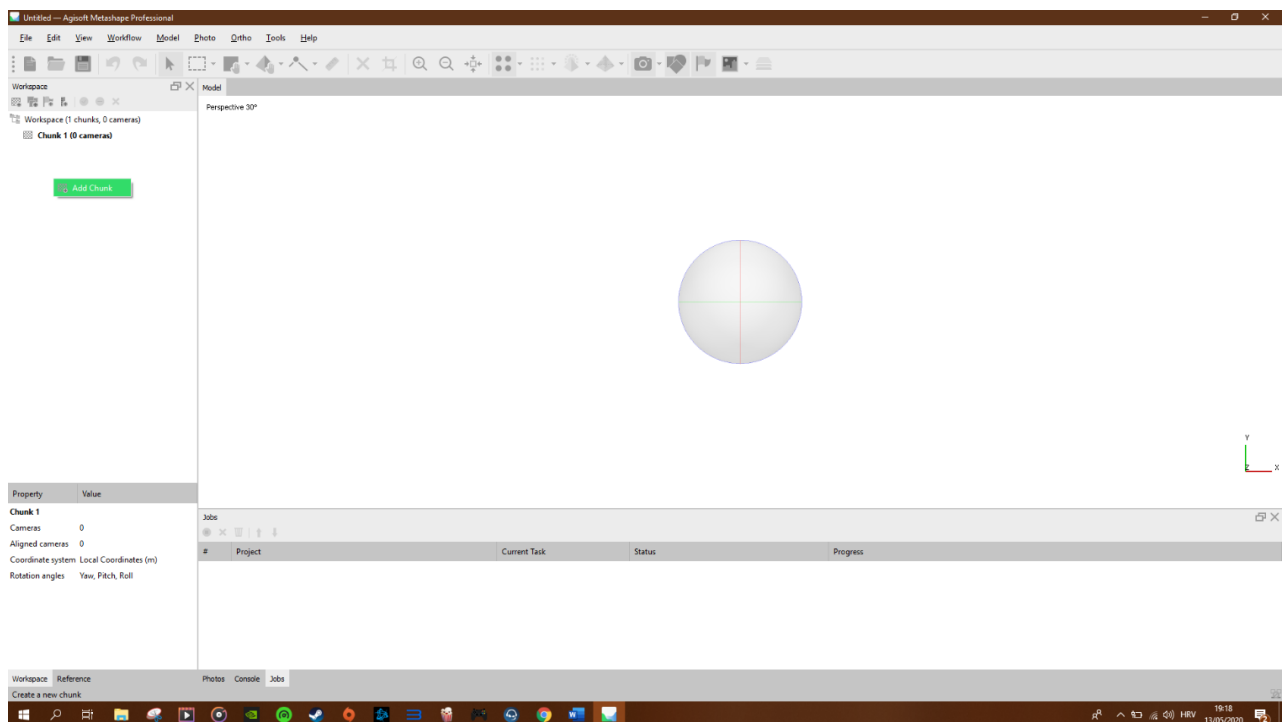 Untitled — Agisoft Metashape Professional
File Edit View Workflow Model Photo Ortho Tools Help
Workspace
Model
Perspective 30°
Workspace (1 chunks, 0 cameras)
Chunk 1 (0 cameras)
Add Chunk
Y
Z X
Property Value
Chunk 1
Cameras 0
Aligned cameras 0
Coordinate system Local Coordinates (m)
Rotation angles Yaw, Pitch, Roll
Jobs
# Project Current Task Status Progress
Workspace Reference
Photos Console Jobs
Create a new chunk
HRV
19:18
13/05/2020